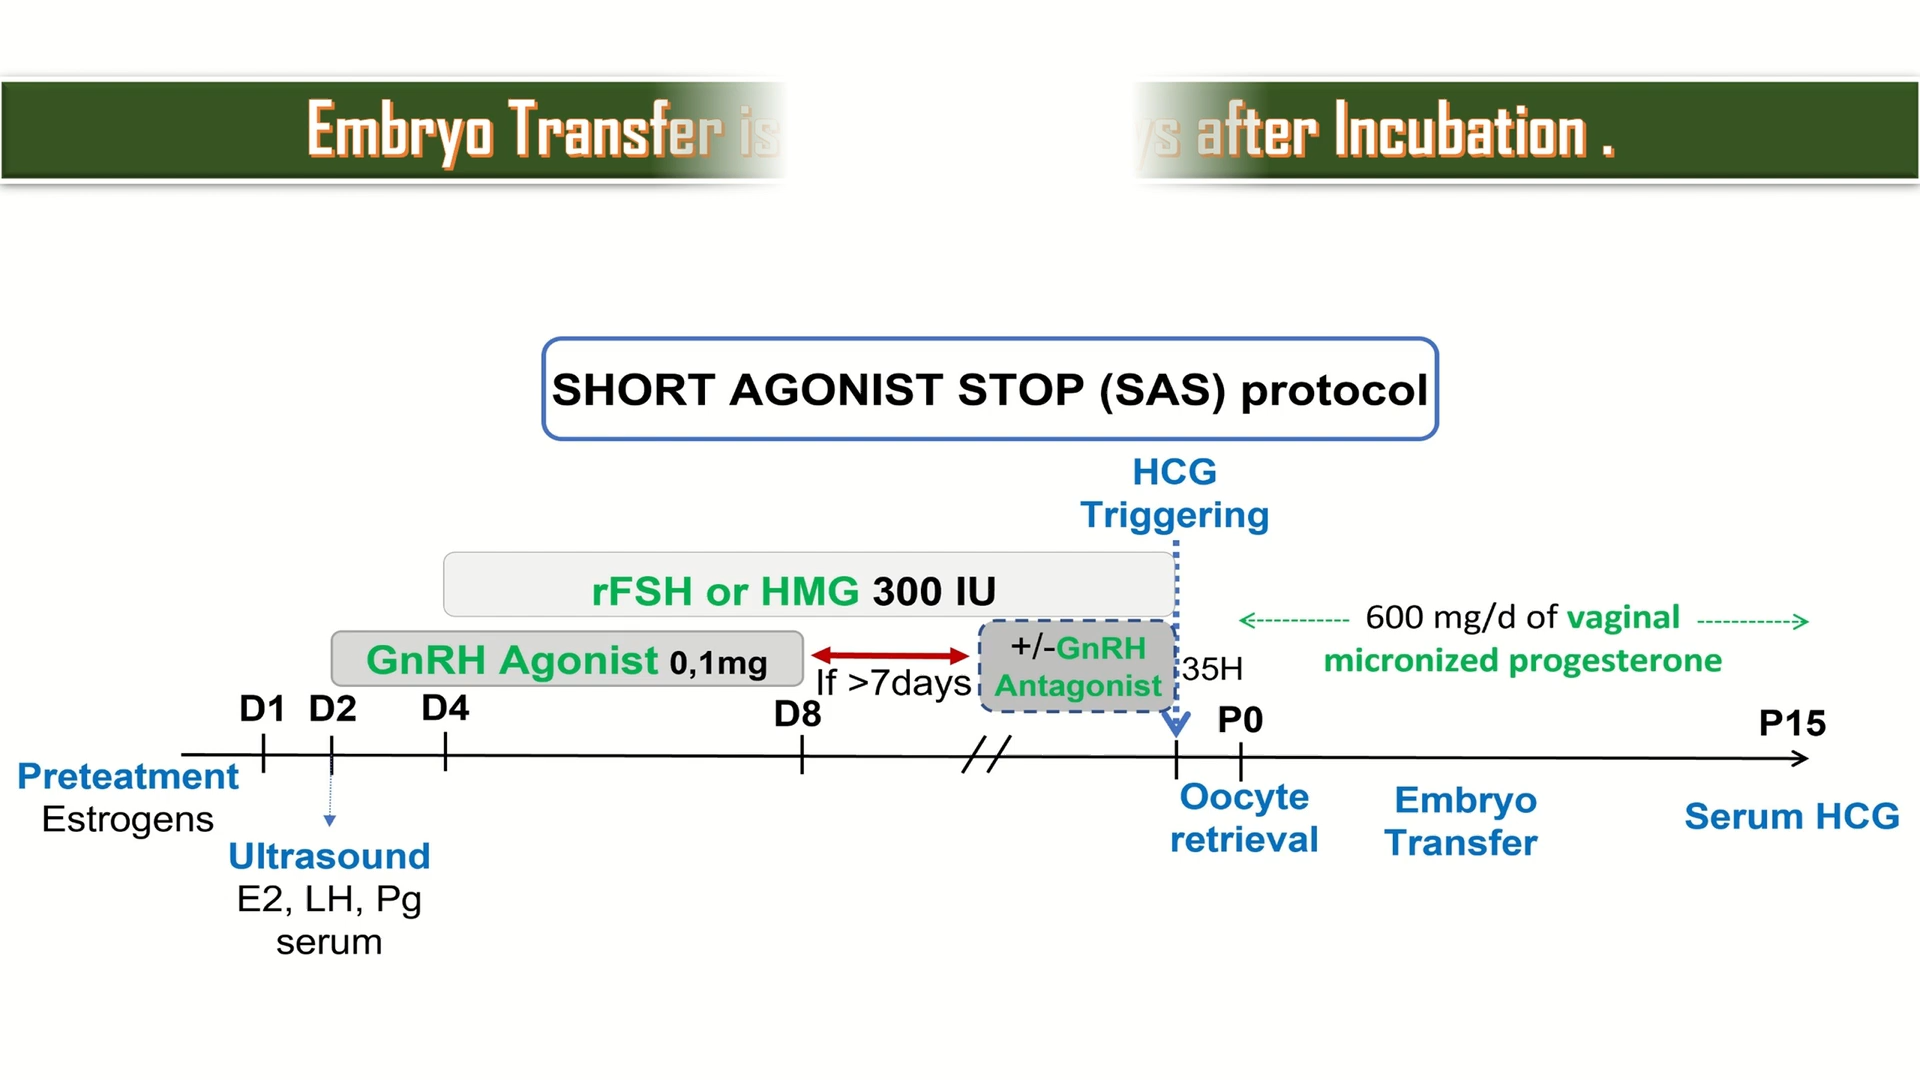 Embryo Transfer is
after Incubation .
SHORT AGONIST STOP (SAS) protocol
HCG
Triggering
rFSH or HMG 300 IU
GnRH Agonist 0,1mg
If >7days
+/-GnRH
Antagonist
35H
600 mg/d of vaginal
micronized progesterone
D1
D2
D4
D8
P0
P15
Preteatment
Estrogens
Ultrasound
E2, LH, Pg
serum
Oocyte
retrieval
Embryo
Transfer
Serum HCG